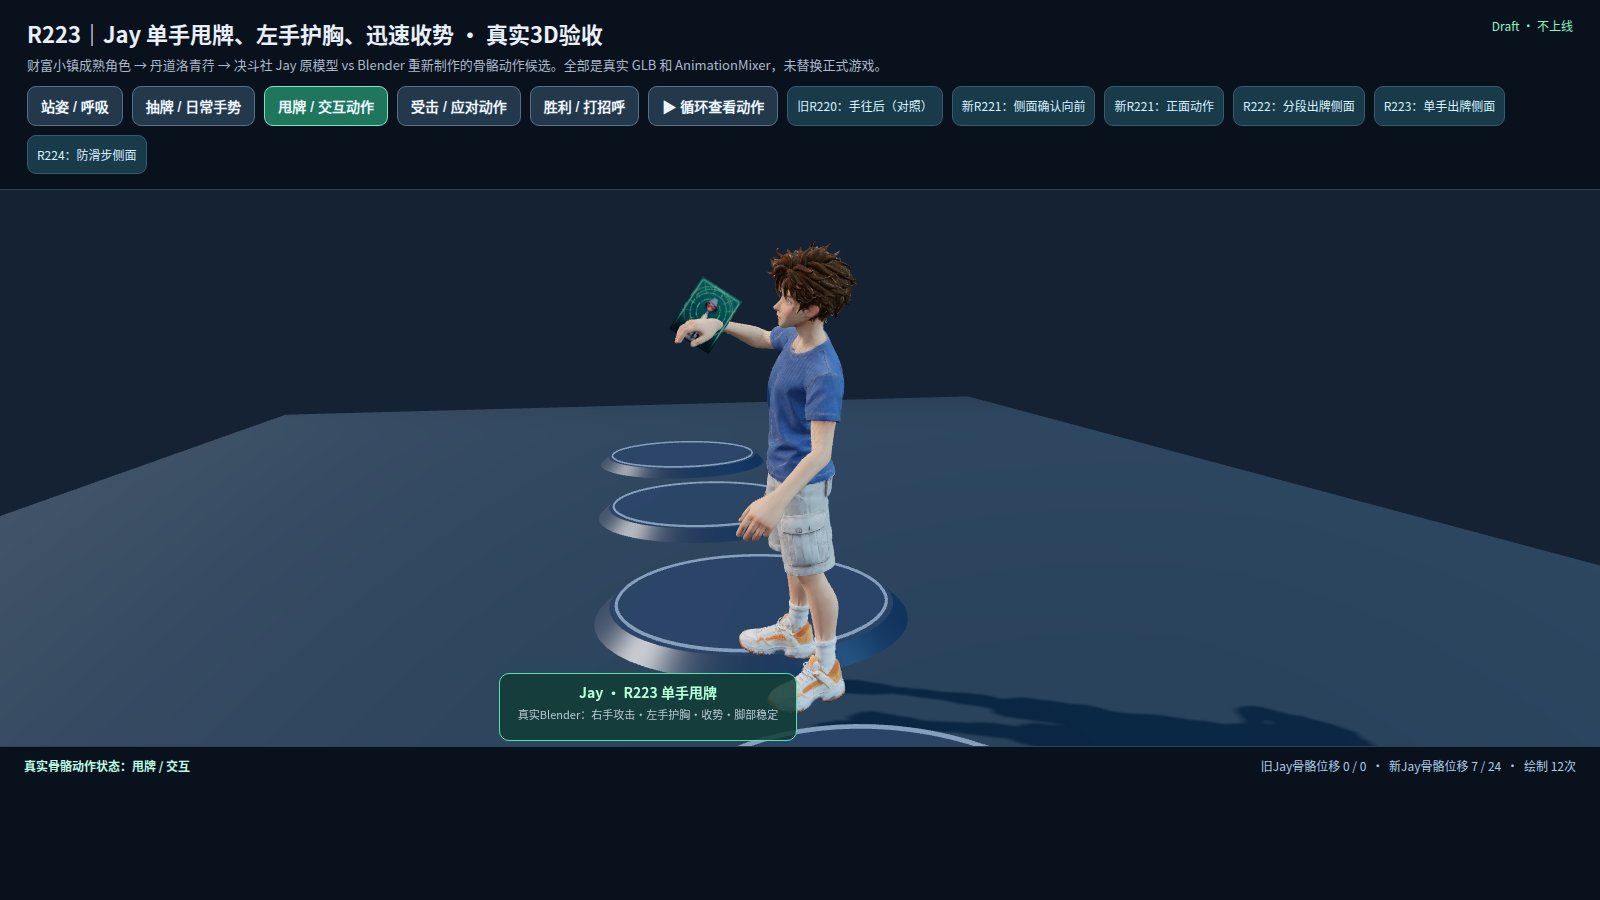 R223｜Jay 单手甩牌、左手护胸、迅速收势 · 真实3D验收
Draft · 不上线
财富小镇成熟角色 → 丹道洛青荇 → 决斗社 Jay 原模型 vs Blender 重新制作的骨骼动作候选。全部是真实 GLB 和 AnimationMixer，未替换正式游戏。
站姿 / 呼吸
抽牌 / 日常手势
甩牌 / 交互动作
受击 / 应对动作
胜利 / 打招呼
▶ 循环查看动作
旧R220：手往后（对照）
新R221：侧面确认向前
新R221：正面动作
R222：分段出牌侧面
R223：单手出牌侧面
R224：防滑步侧面
Jay · R223 单手甩牌
真实Blender：右手攻击・左手护胸・收势・脚部稳定
真实骨骼动作状态：甩牌 / 交互
旧Jay骨骼位移 0 / 0 · 新Jay骨骼位移 7 / 24 · 绘制 12次